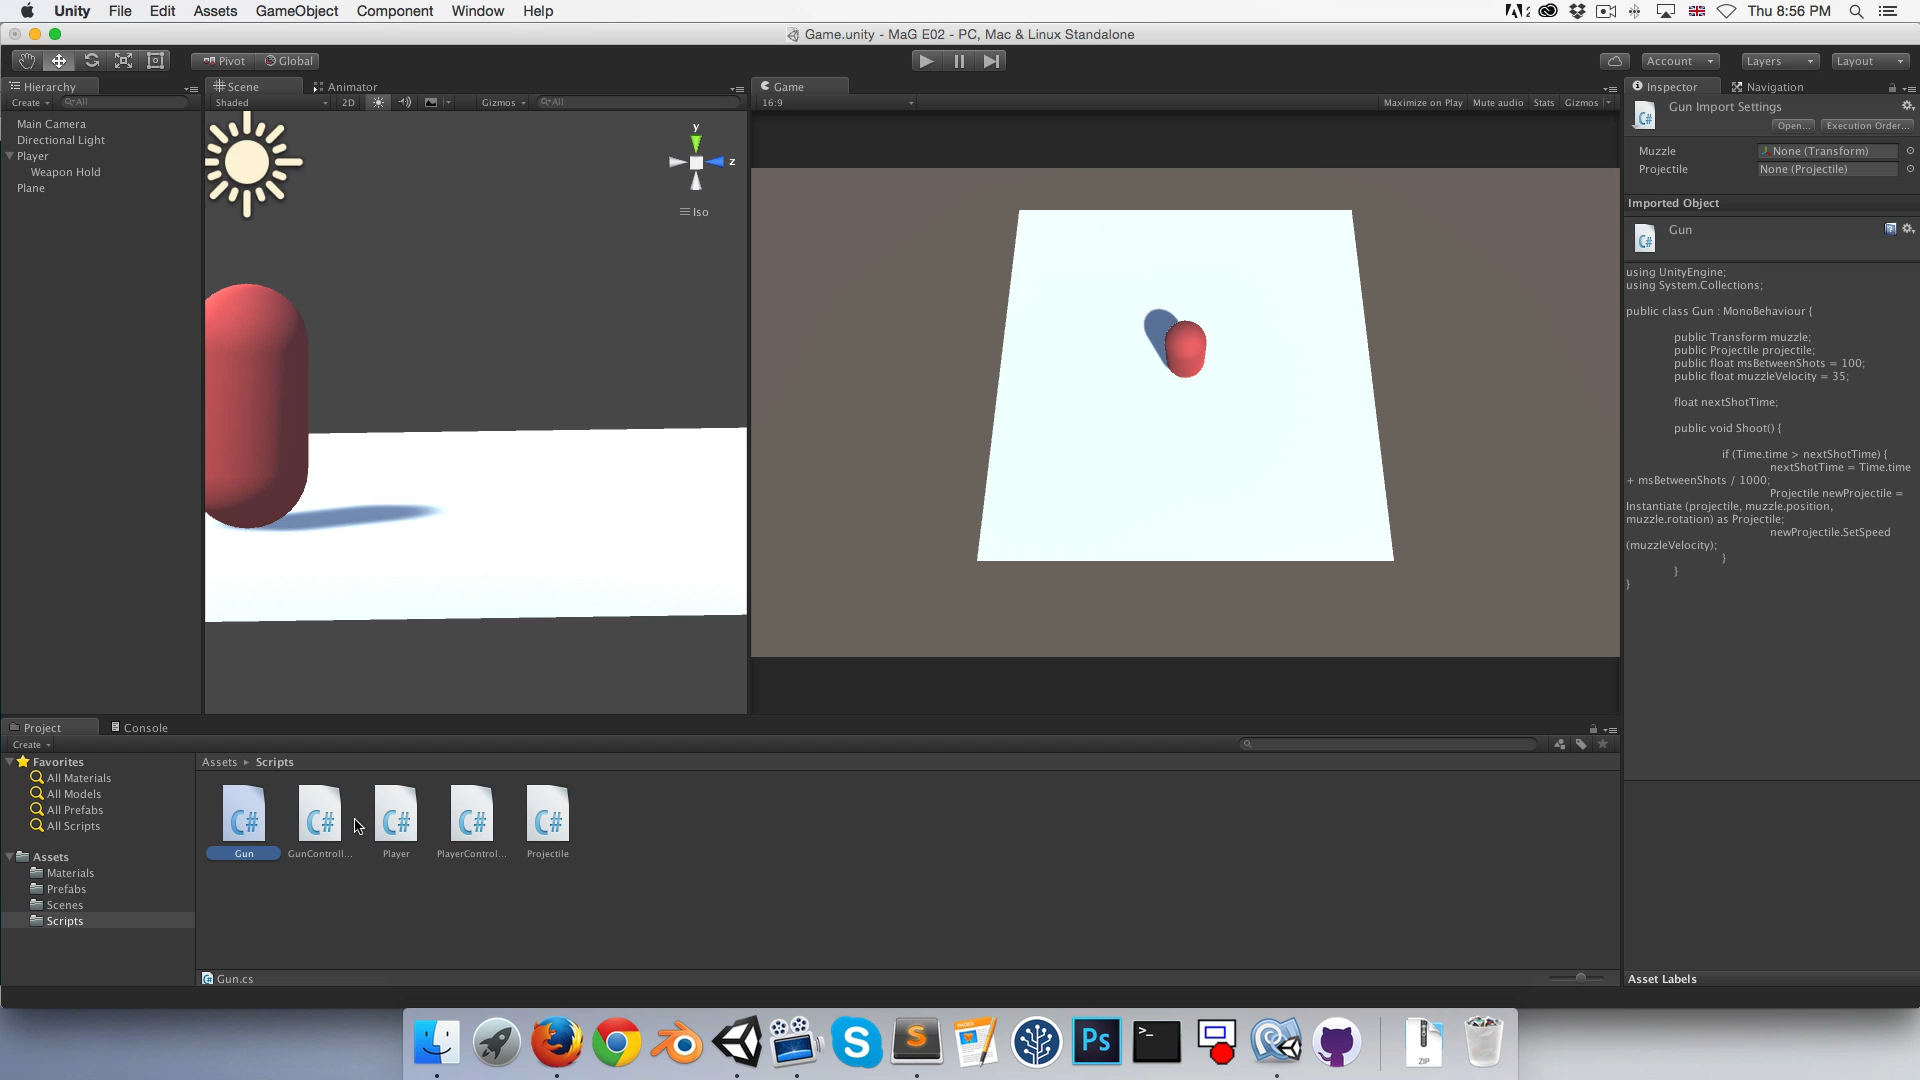 Unity File Edit Assets GameObject Component Window Help
Thu 8:56 PM
Game.unity - MaG E02 - PC, Mac & Linux Standalone
Pivot Global
Account Layers Layout
Hierarchy
Create All
Main Camera
Directional Light
Player
Weapon Hold
Plane
Scene Animator
Shaded 2D Gizmos All
y
z
Iso
Game
16:9 Maximize on Play Mute audio Stats Gizmos
Inspector Navigation
Gun Import Settings
Open... Execution Order...
Muzzle None (Transform)
Projectile None (Projectile)
Imported Object
Gun
using UnityEngine;
using System.Collections;
public class Gun : MonoBehaviour {
public Transform muzzle;
public Projectile projectile;
public float msBetweenShots = 100;
public float muzzleVelocity = 35;
float nextShotTime;
public void Shoot() {
if (Time.time > nextShotTime) {
nextShotTime = Time.time
+ msBetweenShots / 1000;
Projectile newProjectile =
Instantiate (projectile, muzzle.position,
muzzle.rotation) as Projectile;
newProjectile.SetSpeed
(muzzleVelocity);
}
}
}
Asset Labels
Project Console
Create
Favorites
All Materials
All Models
All Prefabs
All Scripts
Assets
Materials
Prefabs
Scenes
Scripts
Assets Scripts
C# C# C# C# C#
Gun GunControll... Player PlayerControl... Projectile
Gun.cs
S S PAGES Ps >_ ZIP